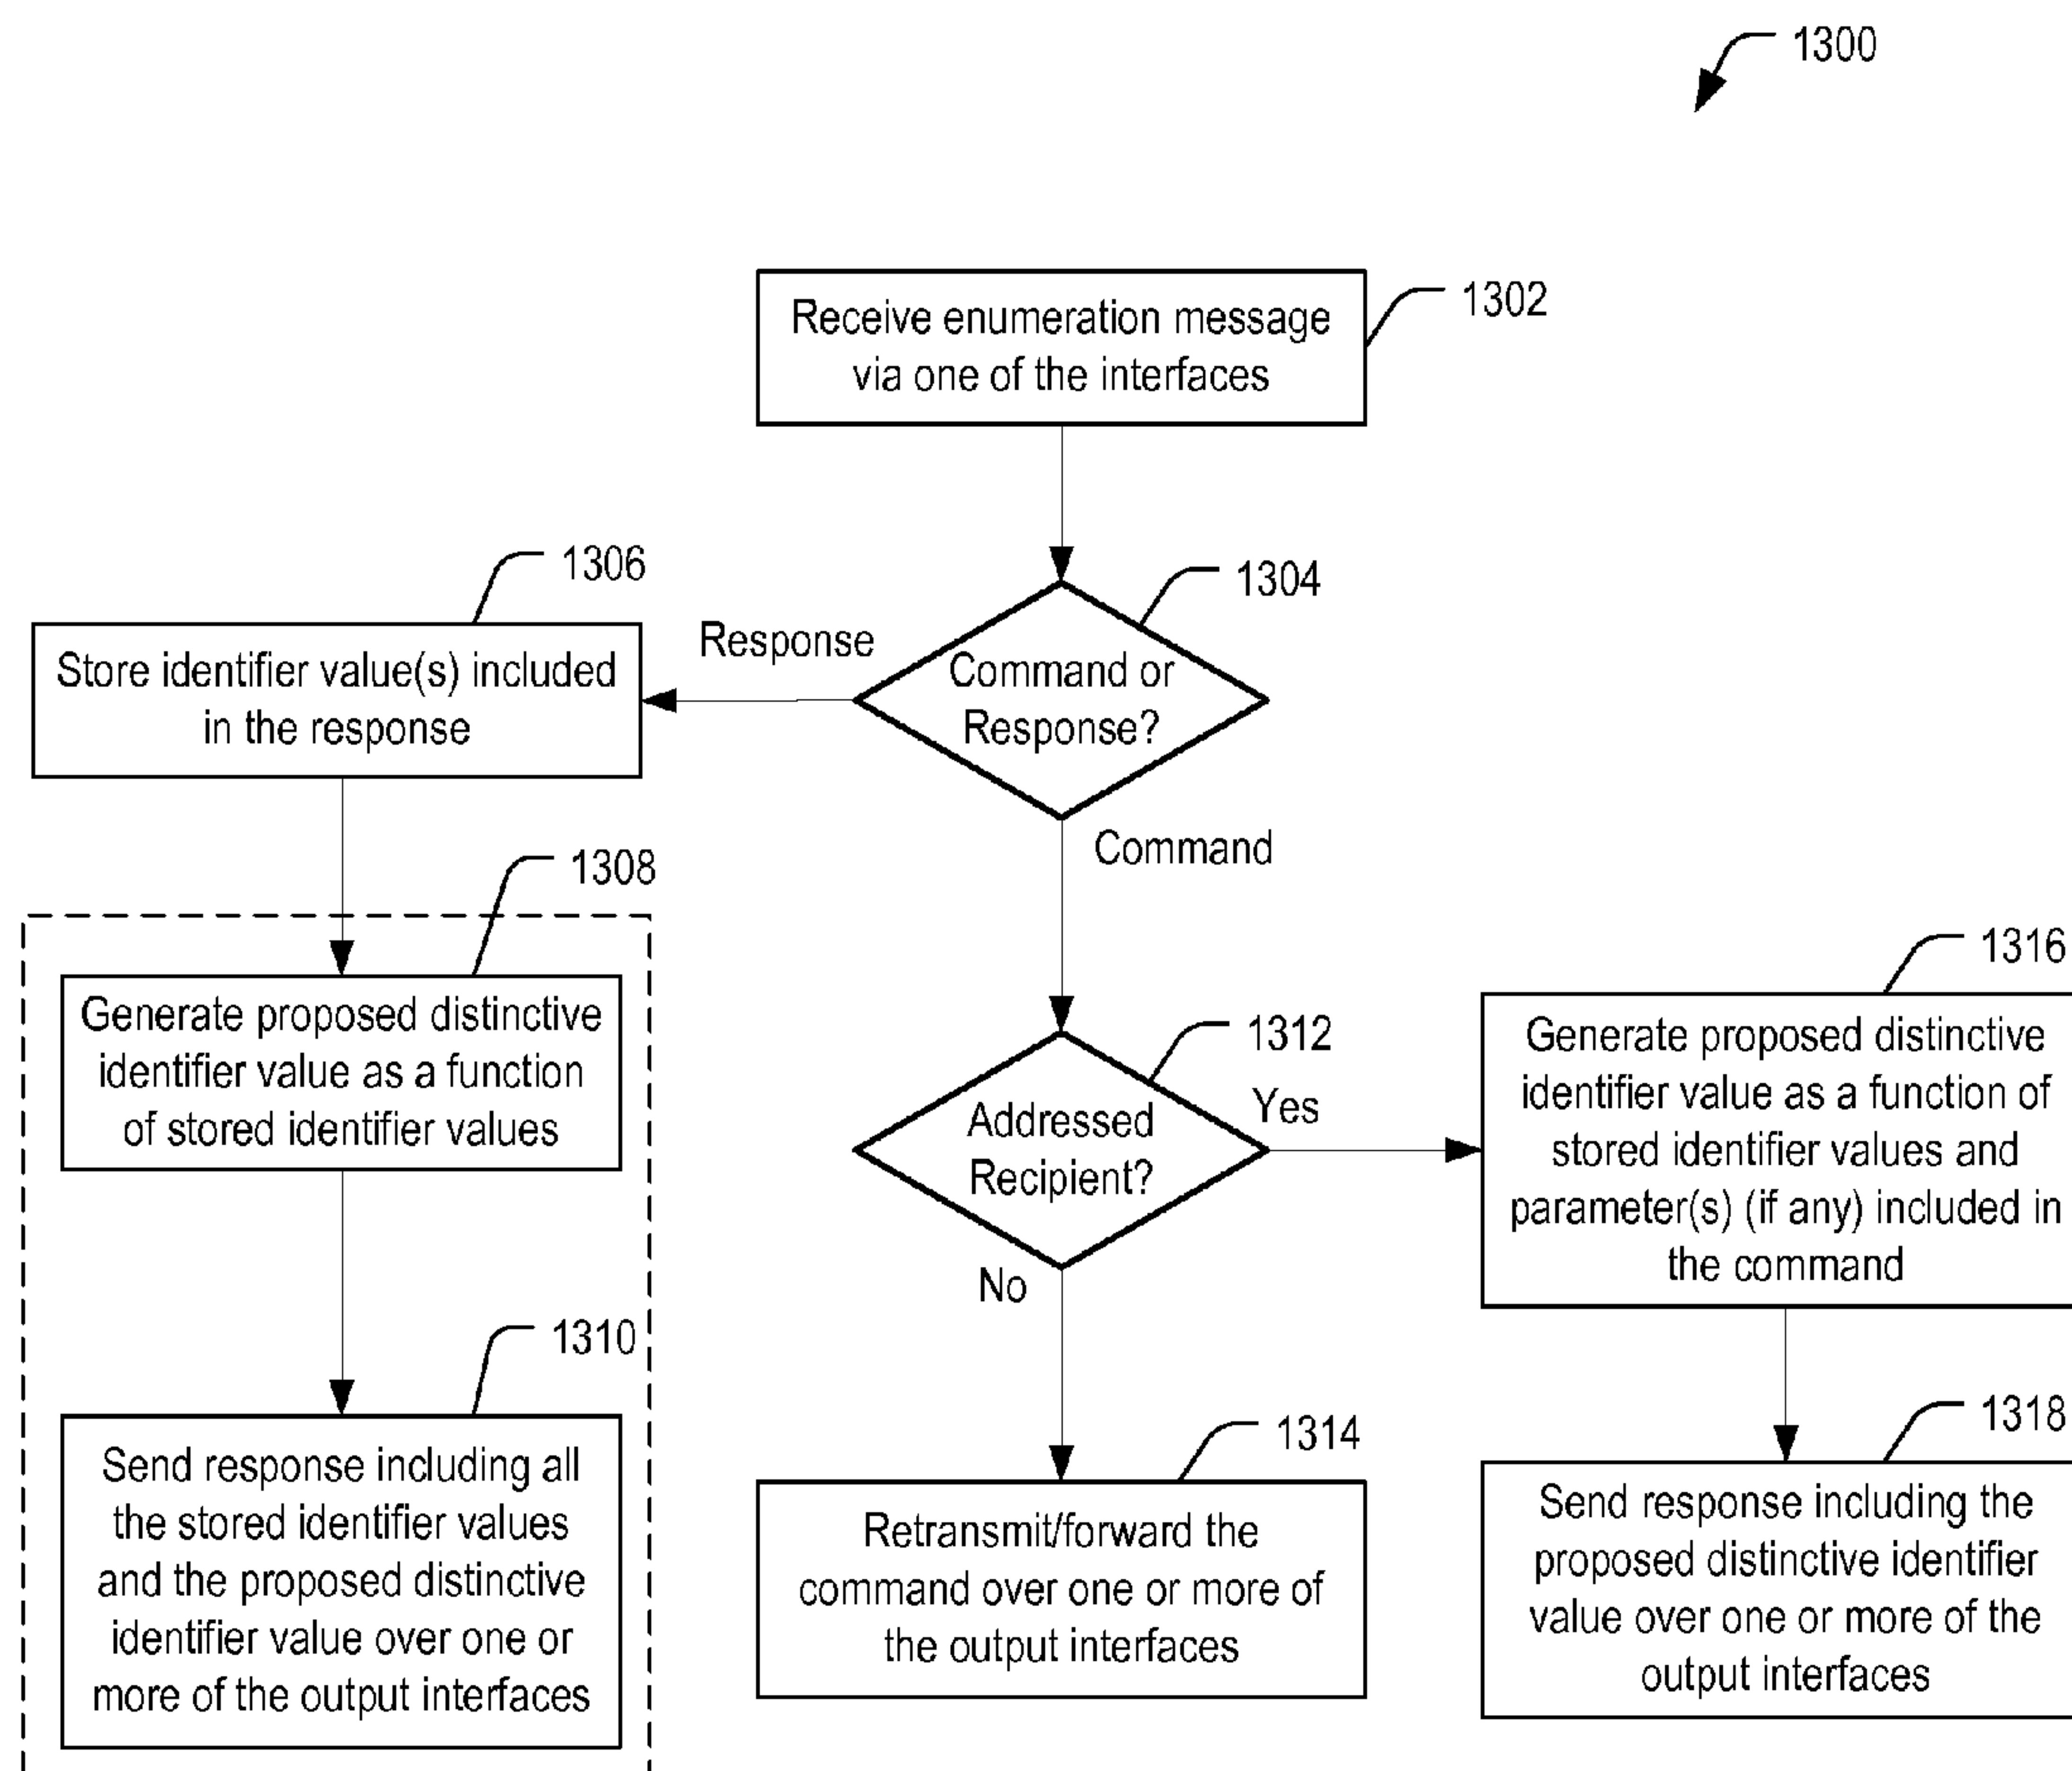 1300
Receive enumeration message
via one of the interfaces
1302
1304
Command or
Response?
Response
1306
Store identifier value(s) included
in the response
1308
Generate proposed distinctive
identifier value as a function
of stored identifier values
1310
Send response including all
the stored identifier values
and the proposed distinctive
identifier value over one or
more of the output interfaces
Command
1312
Addressed
Recipient?
Yes
No
1314
Retransmit/forward the
command over one or more of
the output interfaces
1316
Generate proposed distinctive
identifier value as a function of
stored identifier values and
parameter(s) (if any) included in
the command
1318
Send response including the
proposed distinctive identifier
value over one or more of the
output interfaces